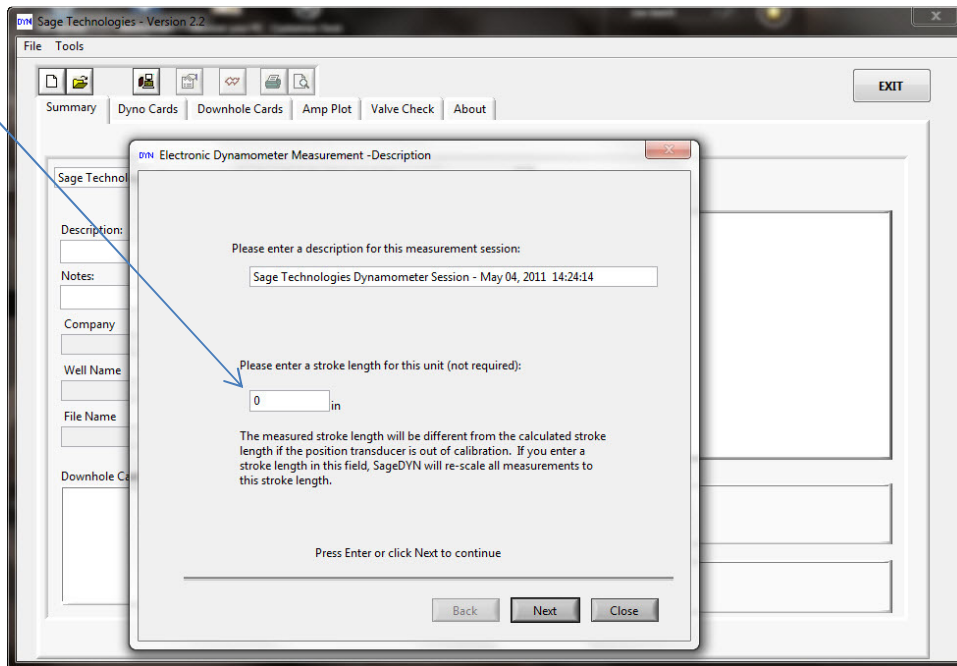 DYN Sage Technologies - Version 2.2
File Tools
EXIT
Summary Dyno Cards Downhole Cards Amp Plot Valve Check About
DYN Electronic Dynamometer Measurement -Description
Sage Technol
Description:
Notes:
Company
Well Name
File Name
Downhole Ca
Please enter a description for this measurement session:
Sage Technologies Dynamometer Session - May 04, 2011 14:24:14
Please enter a stroke length for this unit (not required):
0 in
The measured stroke length will be different from the calculated stroke
length if the position transducer is out of calibration. If you enter a
stroke length in this field, SageDYN will re-scale all measurements to
this stroke length.
Press Enter or click Next to continue
Back Next Close